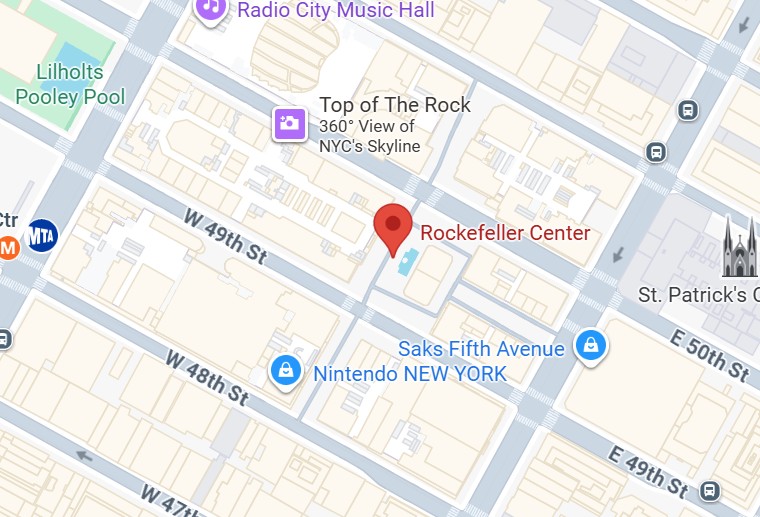 Radio City Music Hall
Lilholts
Pooley Pool
Top of The Rock
360° View of
NYC's Skyline
Ctr
M
MTA
W 49th St
Rockefeller Center
St. Patrick's C
Saks Fifth Avenue
E 50th St
Nintendo NEW YORK
W 48th St
E 49th St
W 47th